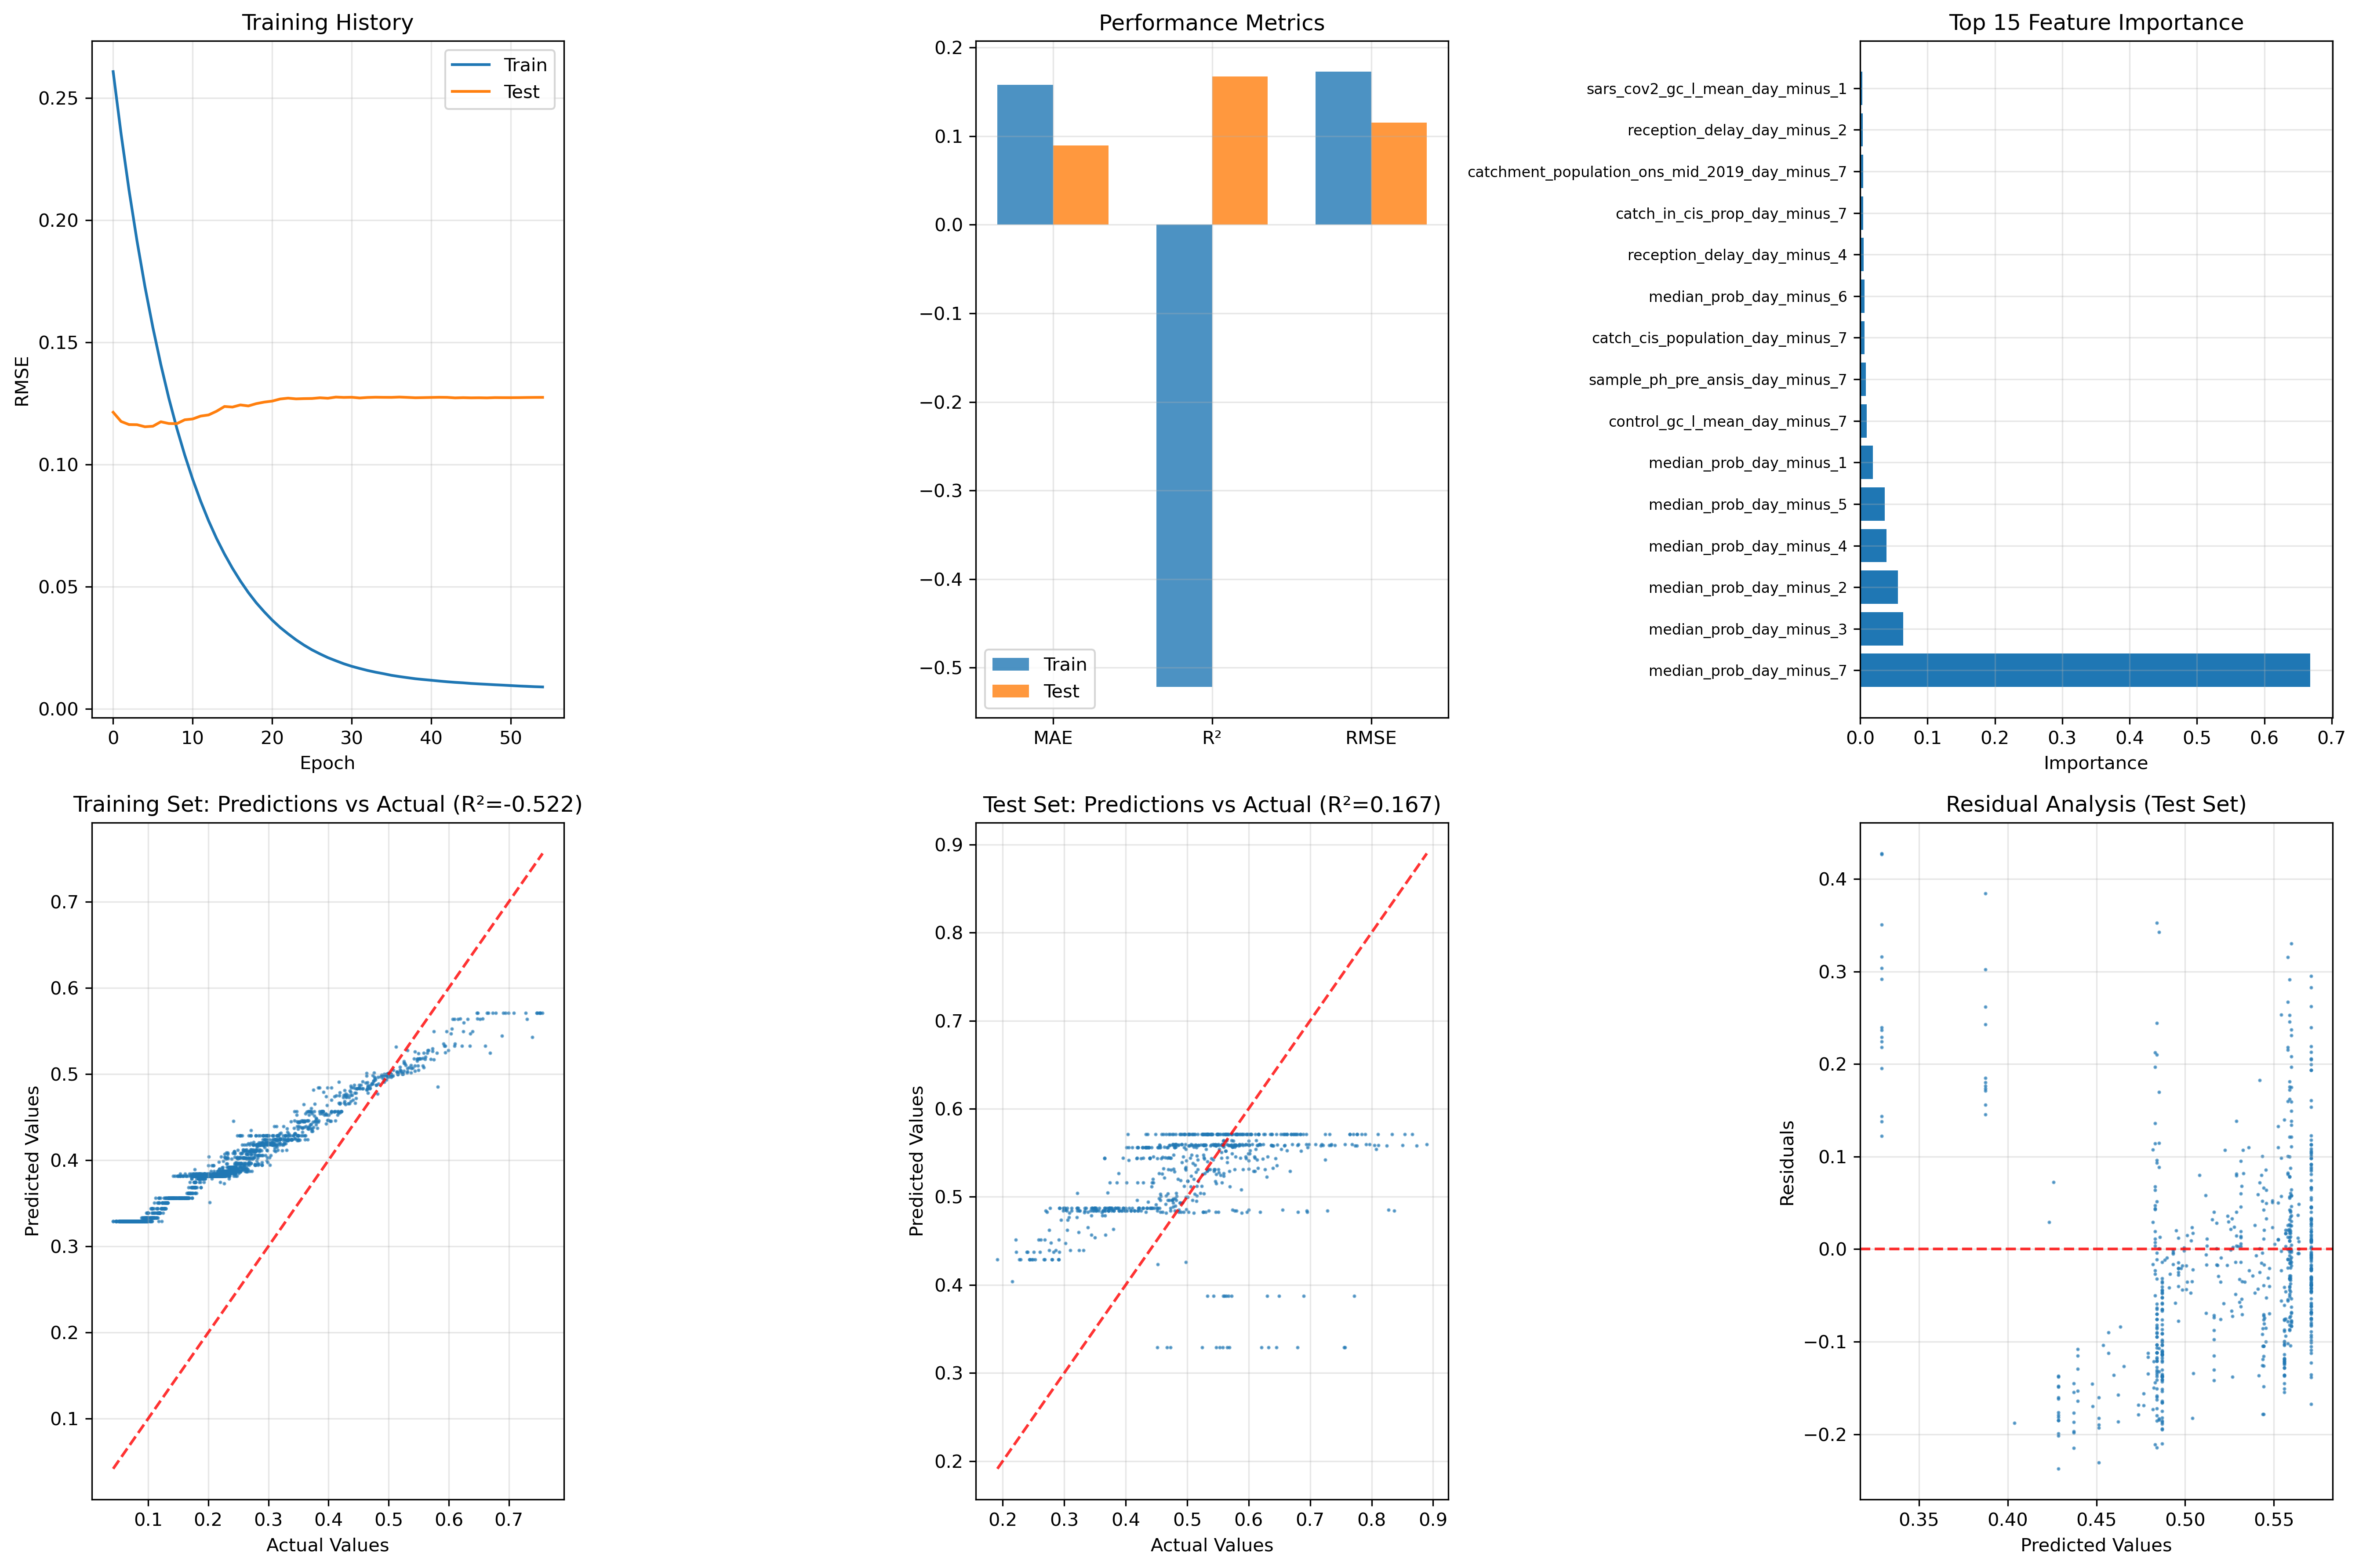 Training History
RMSE
0.25
0.20
0.15
0.10
0.05
0.00
Train
Test
0 10 20 30 40 50
Epoch
Performance Metrics
0.2
0.1
0.0
−0.1
−0.2
−0.3
−0.4
−0.5
Train
Test
MAE R² RMSE
Top 15 Feature Importance
sars_cov2_gc_l_mean_day_minus_1
reception_delay_day_minus_2
catchment_population_ons_mid_2019_day_minus_7
catch_in_cis_prop_day_minus_7
reception_delay_day_minus_4
median_prob_day_minus_6
catch_cis_population_day_minus_7
sample_ph_pre_ansis_day_minus_7
control_gc_l_mean_day_minus_7
median_prob_day_minus_1
median_prob_day_minus_5
median_prob_day_minus_4
median_prob_day_minus_2
median_prob_day_minus_3
median_prob_day_minus_7
0.0 0.1 0.2 0.3 0.4 0.5 0.6 0.7
Importance
Training Set: Predictions vs Actual (R²=-0.522)
Predicted Values
0.7
0.6
0.5
0.4
0.3
0.2
0.1
0.1 0.2 0.3 0.4 0.5 0.6 0.7
Actual Values
Test Set: Predictions vs Actual (R²=0.167)
Predicted Values
0.9
0.8
0.7
0.6
0.5
0.4
0.3
0.2
0.2 0.3 0.4 0.5 0.6 0.7 0.8 0.9
Actual Values
Residual Analysis (Test Set)
Residuals
0.4
0.3
0.2
0.1
0.0
−0.1
−0.2
0.35 0.40 0.45 0.50 0.55
Predicted Values